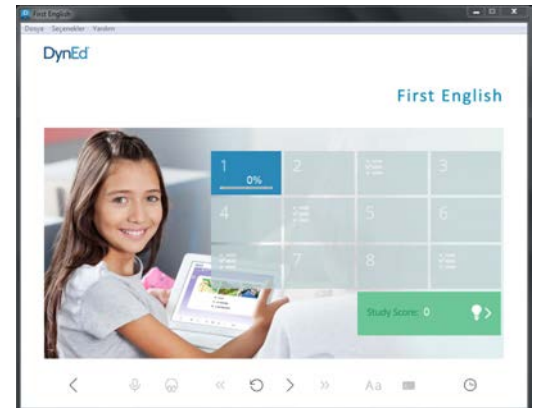 First English
Dosya Seçenekler Yardım
DynEd
First English
1 2 3
0%
4 5 6
7 8
Study Score: 0
Aa